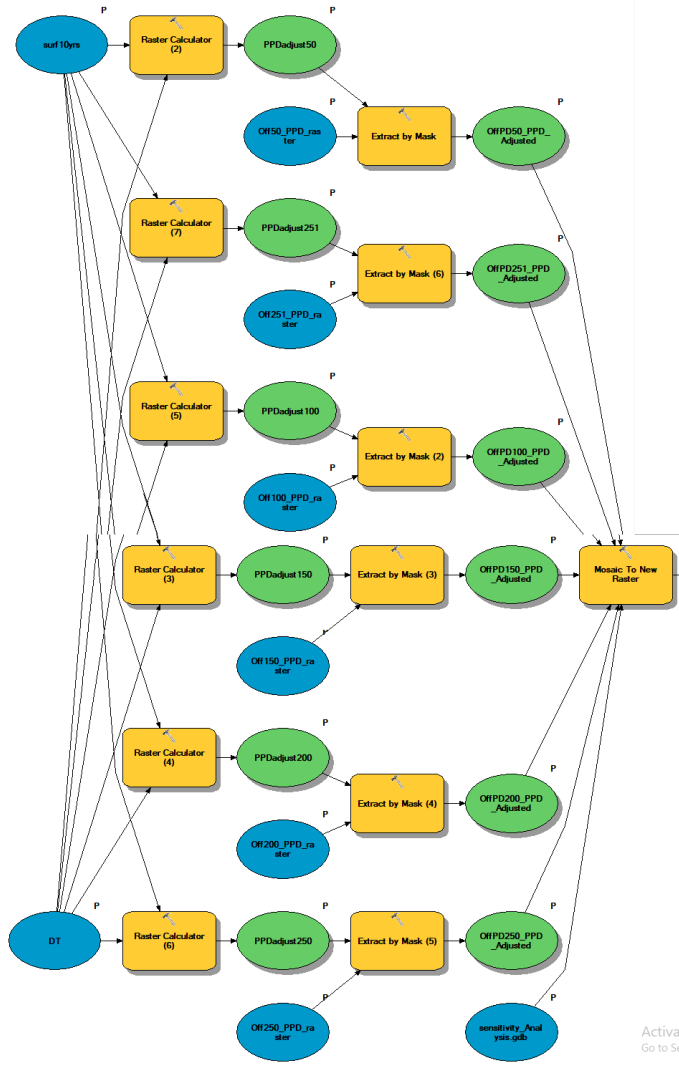 P
surf10yrs
Raster Calculator
(2)
P
PPDadjust50
P
Off50_PPD_ras
ter
Extract by Mask
P
OffPD50_PPD_
Adjusted
Raster Calculator
(7)
P
PPDadjust251
P
Off251_PPD_ra
ster
Extract by Mask (6)
P
OffPD251_PPD
_Adjusted
Raster Calculator
(5)
P
PPDadjust100
P
Off100_PPD_ra
ster
Extract by Mask (2)
P
OffPD100_PPD
_Adjusted
Raster Calculator
(3)
P
PPDadjust150
Off150_PPD_ra
ster
Extract by Mask (3)
P
OffPD150_PPD
_Adjusted
Mosaic To New
Raster
Raster Calculator
(4)
P
PPDadjust200
P
Off200_PPD_ra
ster
Extract by Mask (4)
P
OffPD200_PPD
_Adjusted
P
DT
Raster Calculator
(6)
P
PPDadjust250
P
Off250_PPD_ra
ster
Extract by Mask (5)
P
OffPD250_PPD
_Adjusted
P
sensitivity_Anal
ysis.gdb
Activa
Go to Se